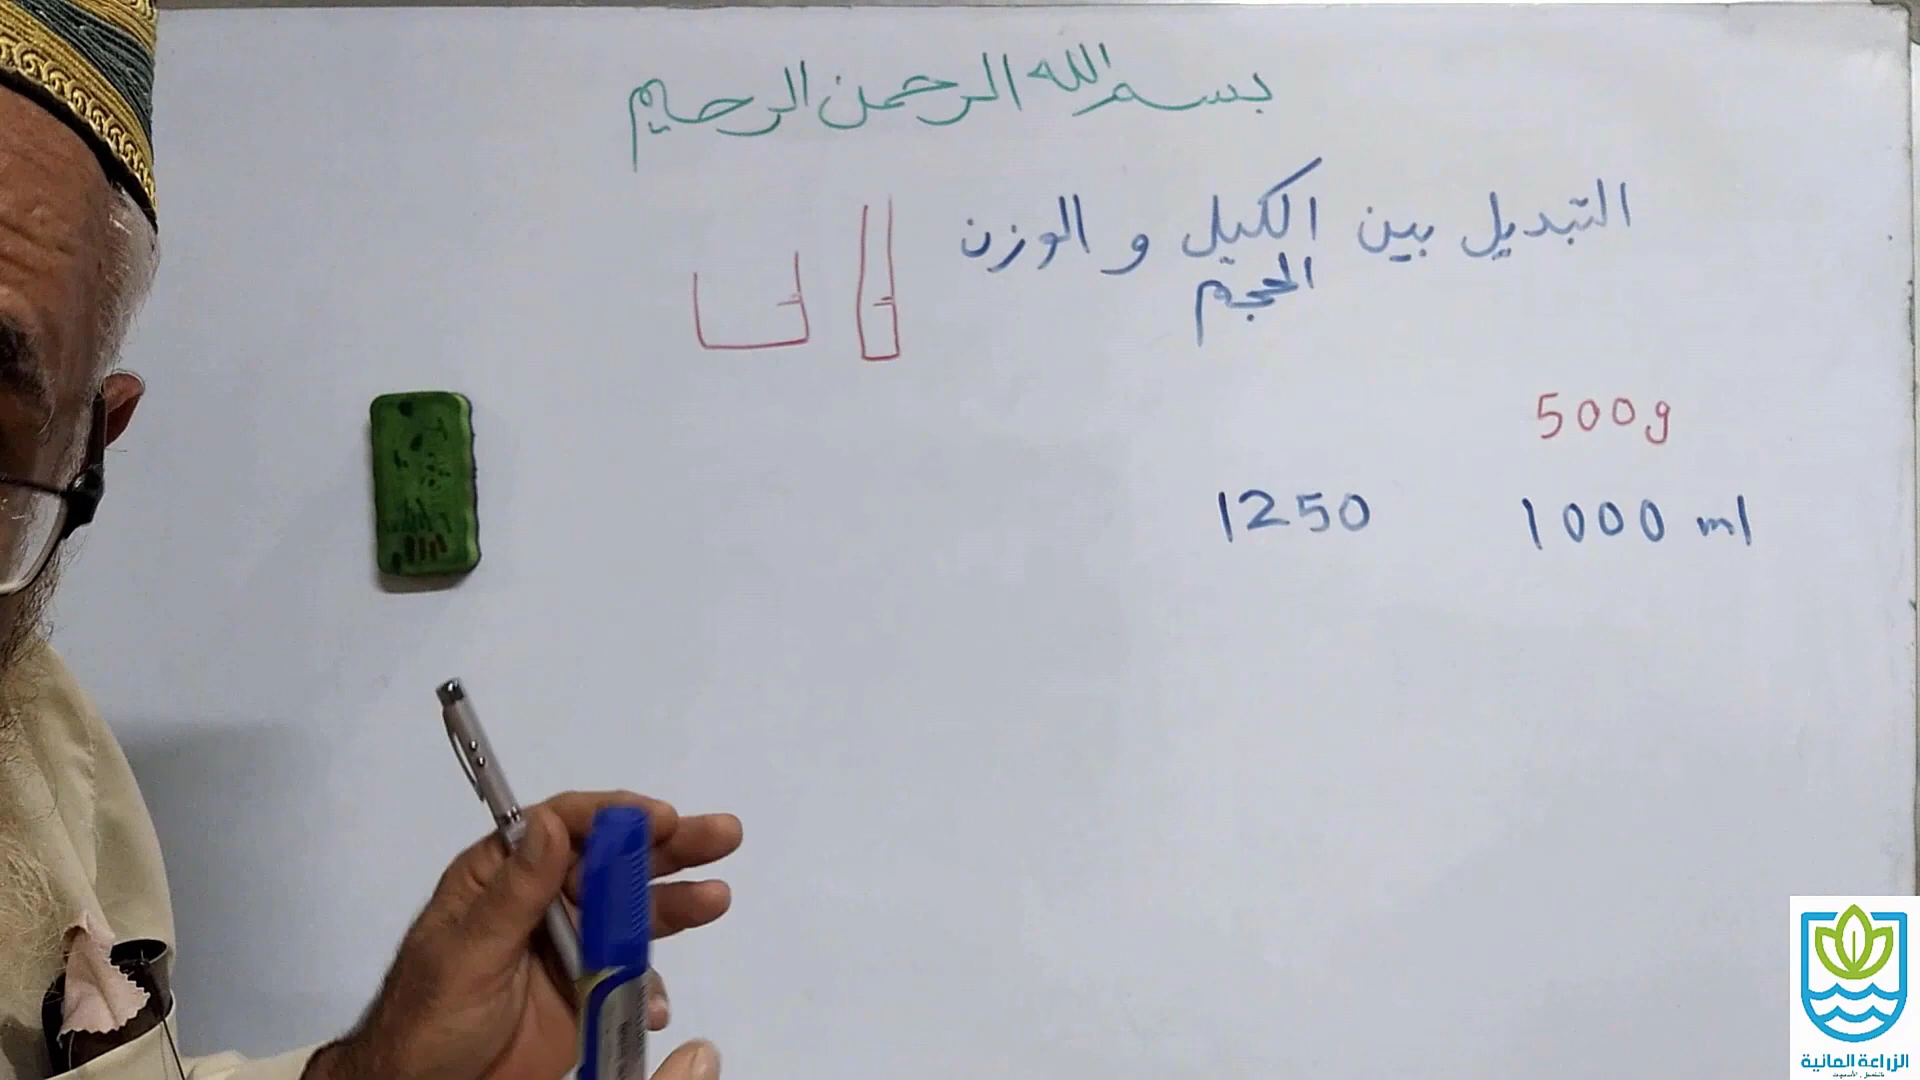 بسم الله الرحمن الرحيم
التبديل بين الكيل و الوزن
الحجم
500g
1250 1000 ml
الزراعة المائية